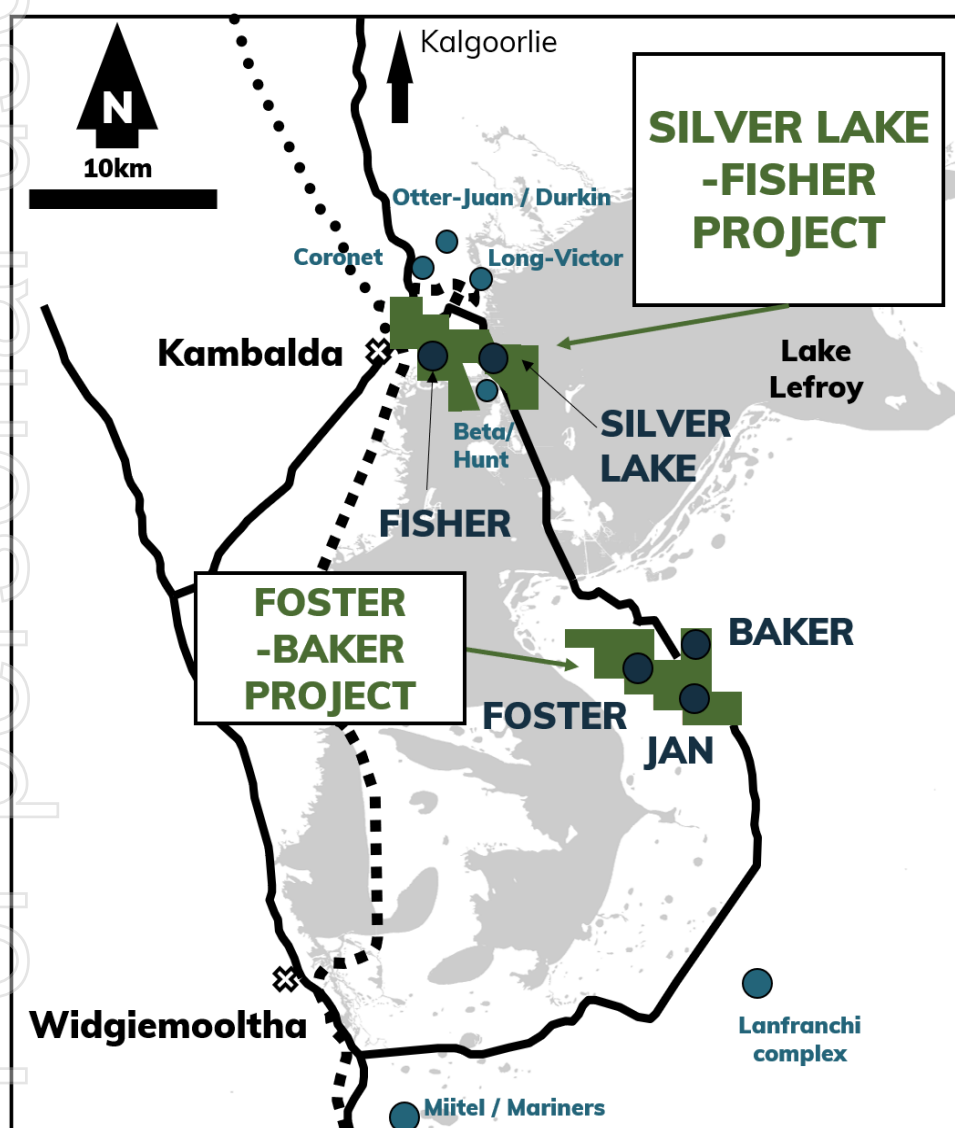 Kalgoorlie
N
10km
SILVER LAKE
-FISHER
PROJECT
Otter-Juan / Durkin
Coronet
Long-Victor
Kambalda
Lake
Lefroy
SILVER
LAKE
Beta/
Hunt
FISHER
FOSTER
-BAKER
PROJECT
BAKER
FOSTER
JAN
Widgiemooltha
Lanfranchi
complex
Miitel / Mariners